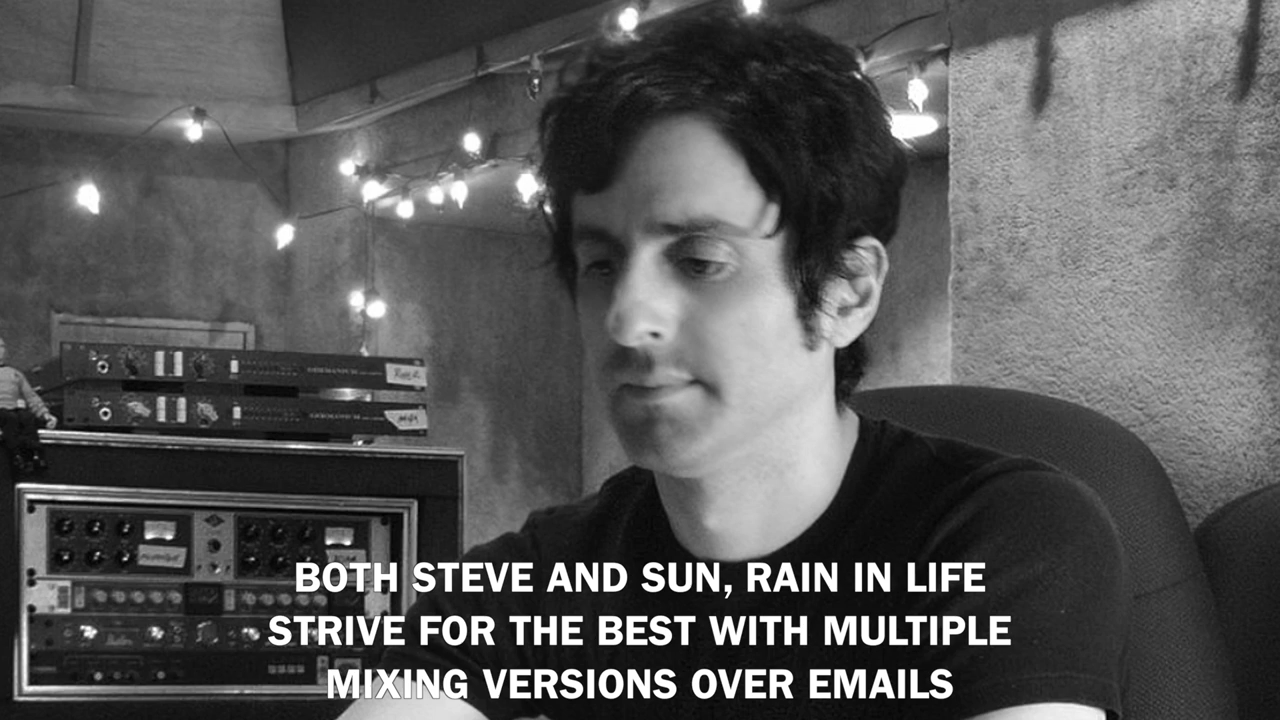 BOTH STEVE AND SUN, RAIN IN LIFE
STRIVE FOR THE BEST WITH MULTIPLE
MIXING VERSIONS OVER EMAILS